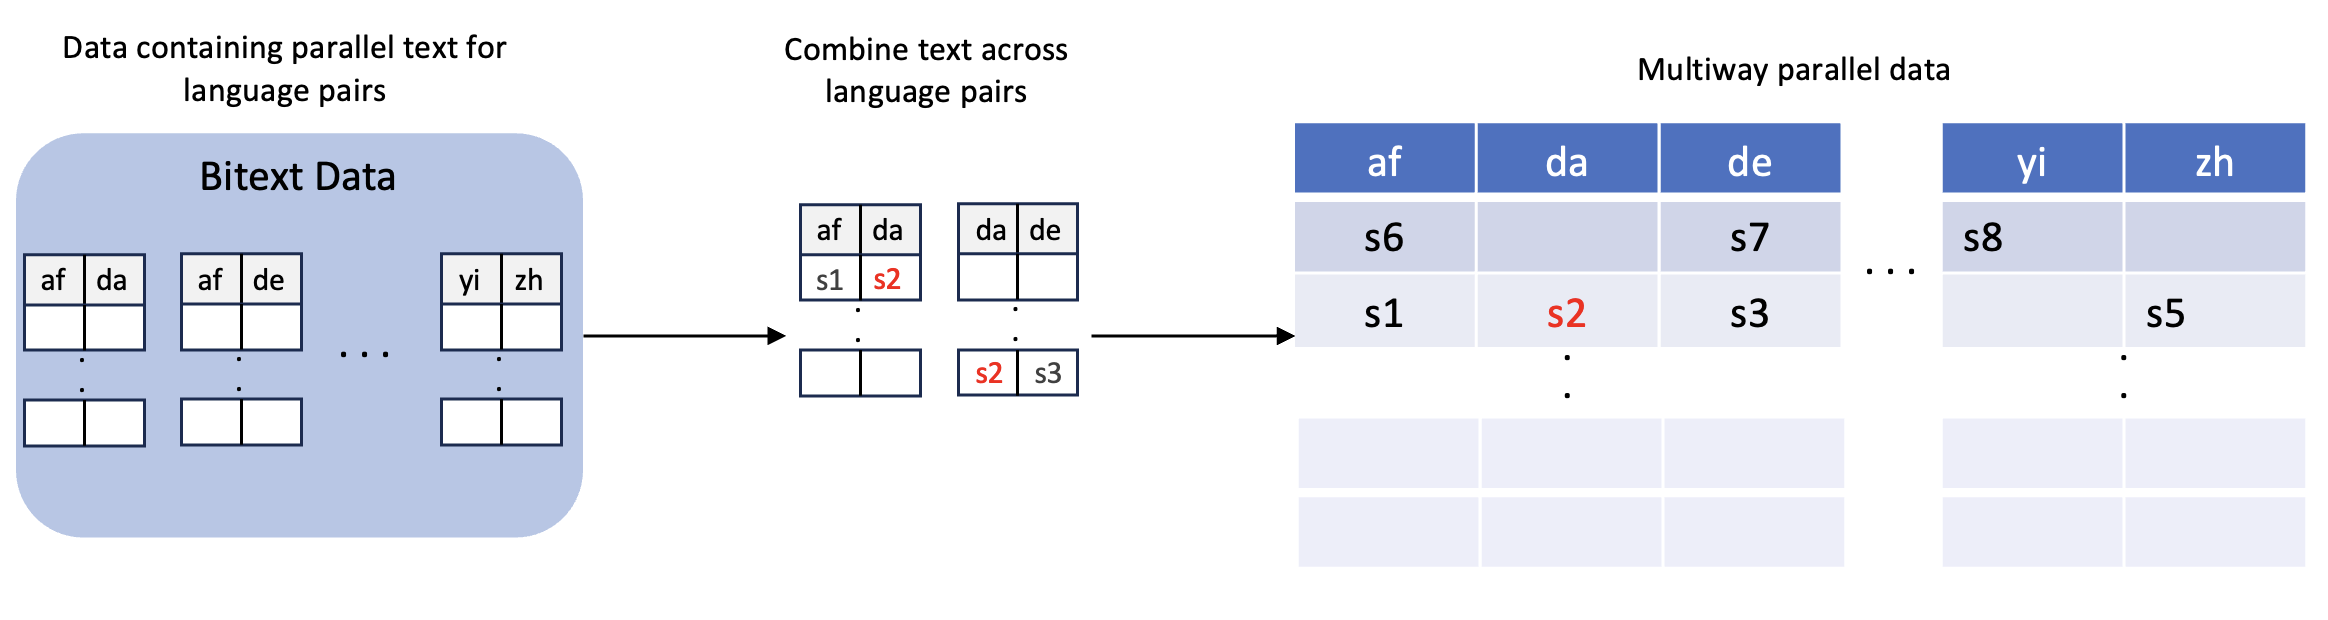 Data containing parallel text for
language pairs
Bitext Data
af da
af de
. . .
yi zh
Combine text across
language pairs
af da
s1 s2
da de
s2 s3
Multiway parallel data
af da de yi zh
s6 s7 . . . s8
s1 s2 s3 s5